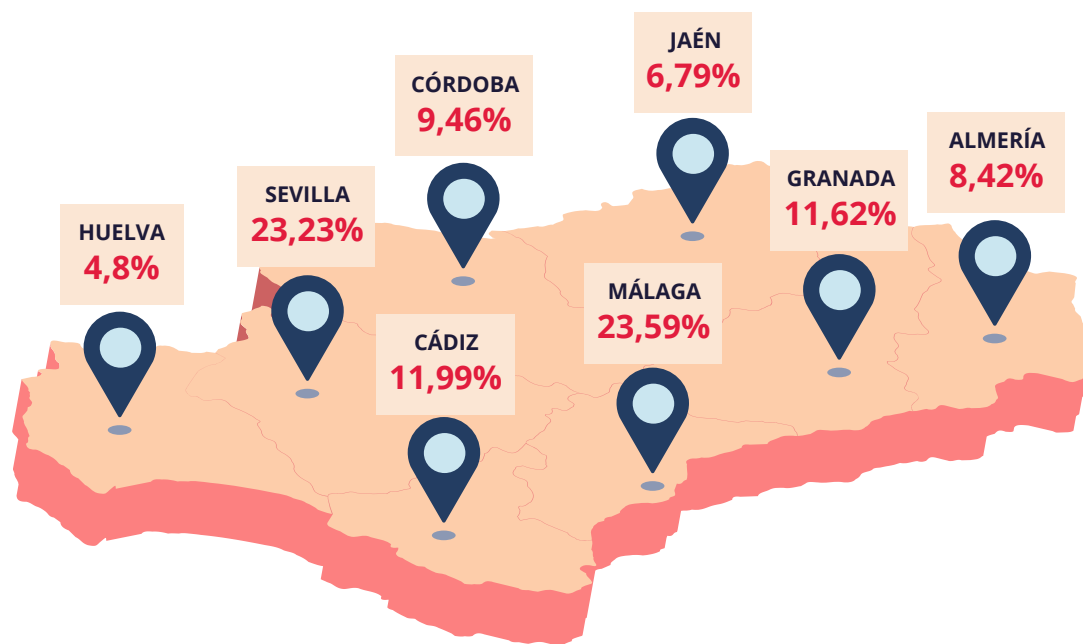 JAÉN
6,79%
CÓRDOBA
9,46%
ALMERÍA
8,42%
GRANADA
11,62%
SEVILLA
23,23%
HUELVA
4,8%
MÁLAGA
23,59%
CÁDIZ
11,99%